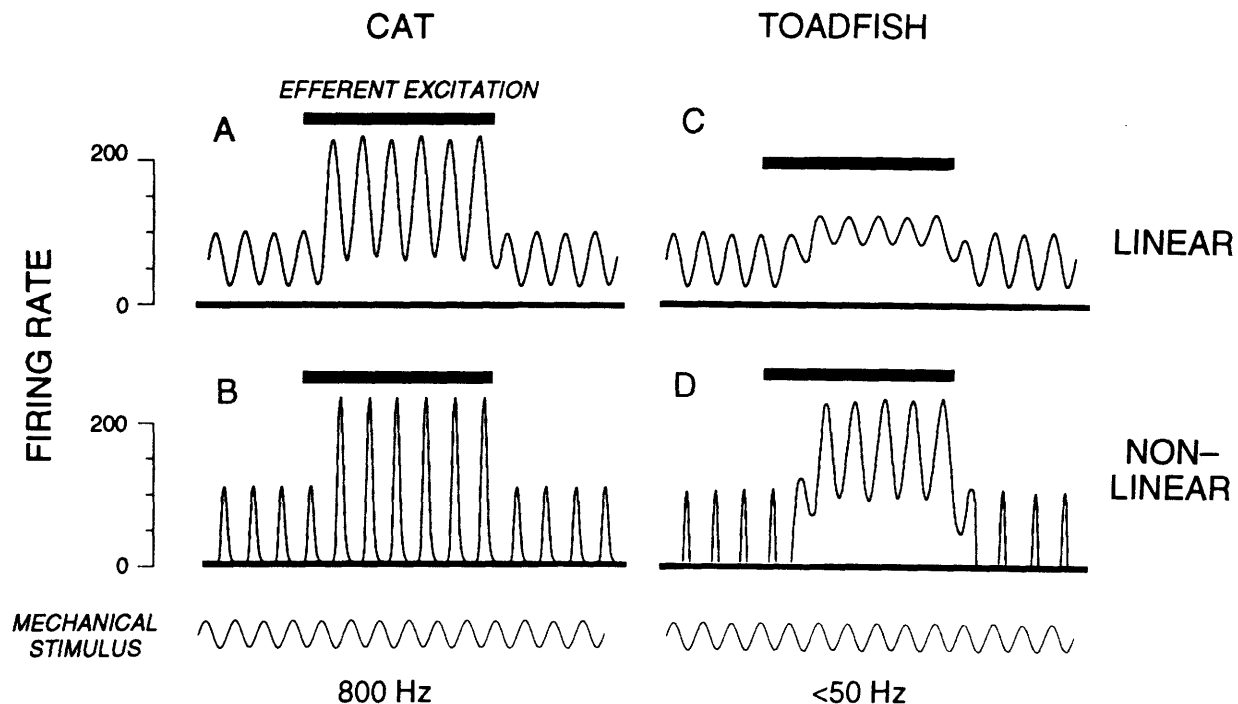 CAT
TOADFISH
EFFERENT EXCITATION
A
C
200
0
LINEAR
FIRING RATE
B
D
200
0
NON–
LINEAR
MECHANICAL
STIMULUS
800 Hz
<50 Hz